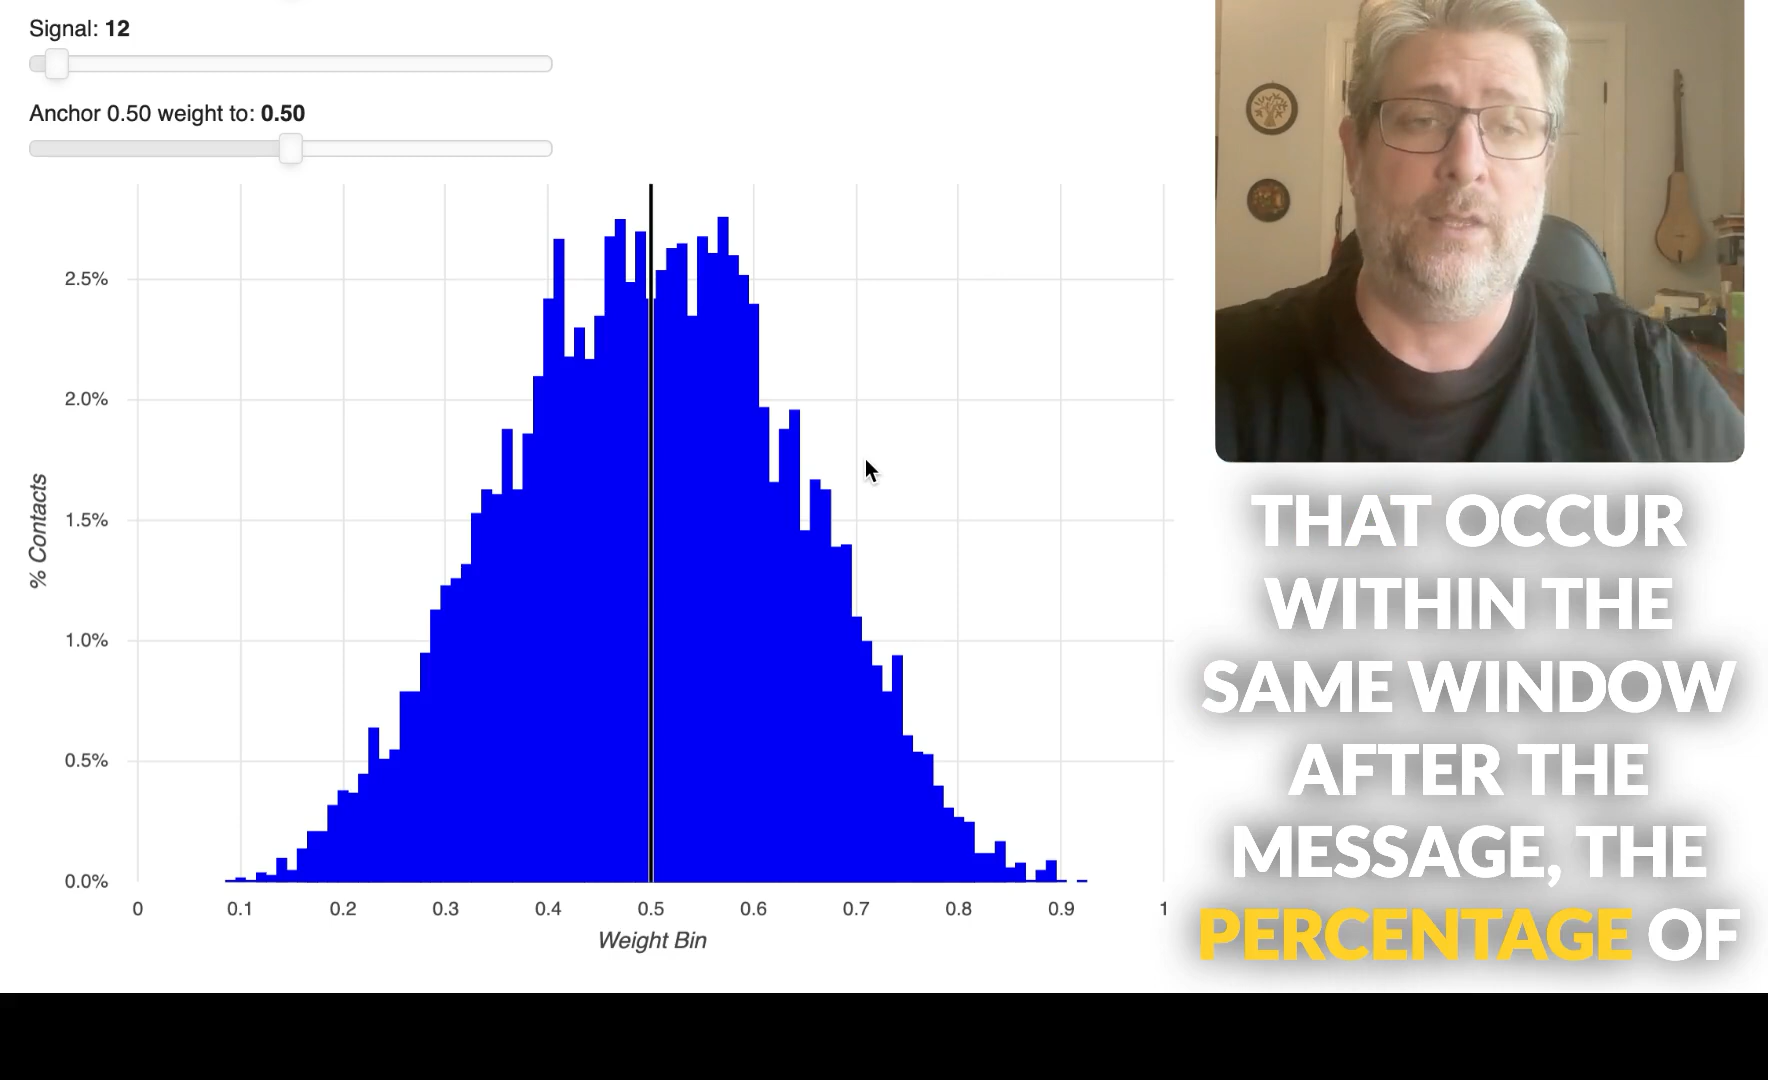 Signal: 12
Anchor 0.50 weight to: 0.50
2.5%
2.0%
1.5%
1.0%
0.5%
0.0%
% Contacts
0 0.1 0.2 0.3 0.4 0.5 0.6 0.7 0.8 0.9 1
Weight Bin
THAT OCCUR
WITHIN THE
SAME WINDOW
AFTER THE
MESSAGE, THE
PERCENTAGE OF